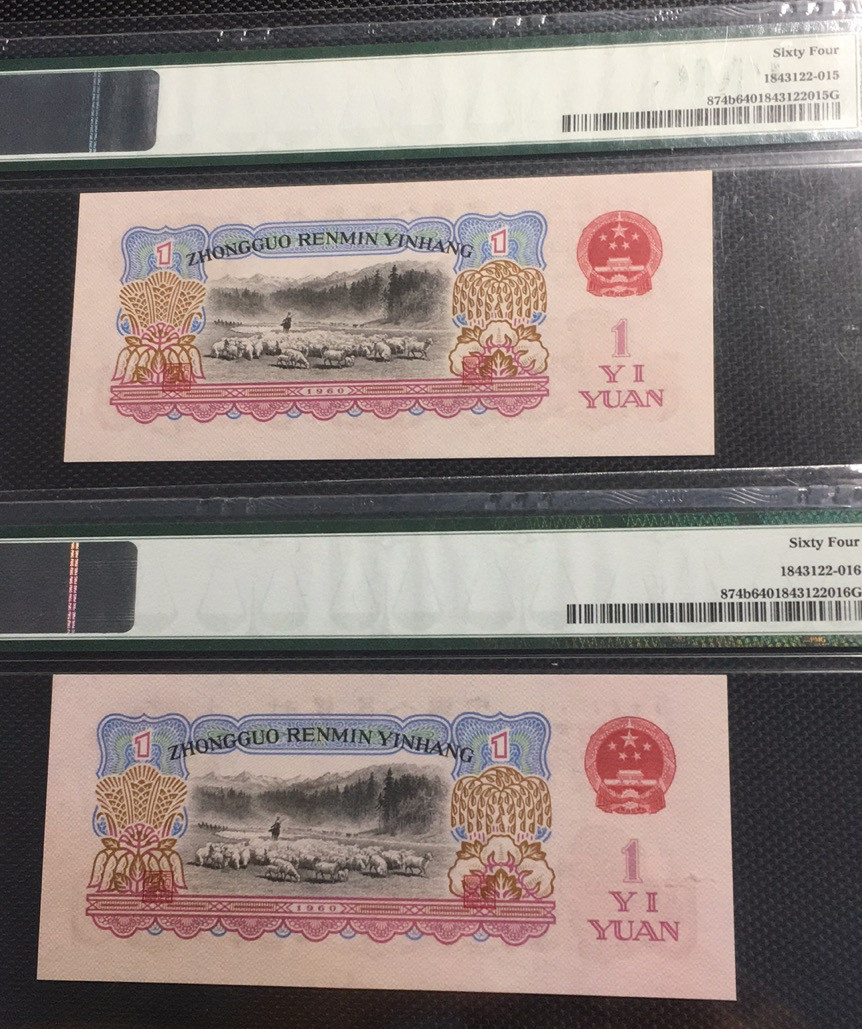 Sixty Four
1843122-015
874b6401843122015G
1
ZHONGGUO RENMIN YINHANG
1
1
YI
YUAN
1960
Sixty Four
1843122-016
874b6401843122016G
PMG
1
ZHONGGUO RENMIN YINHANG
1
1
YI
YUAN
1960